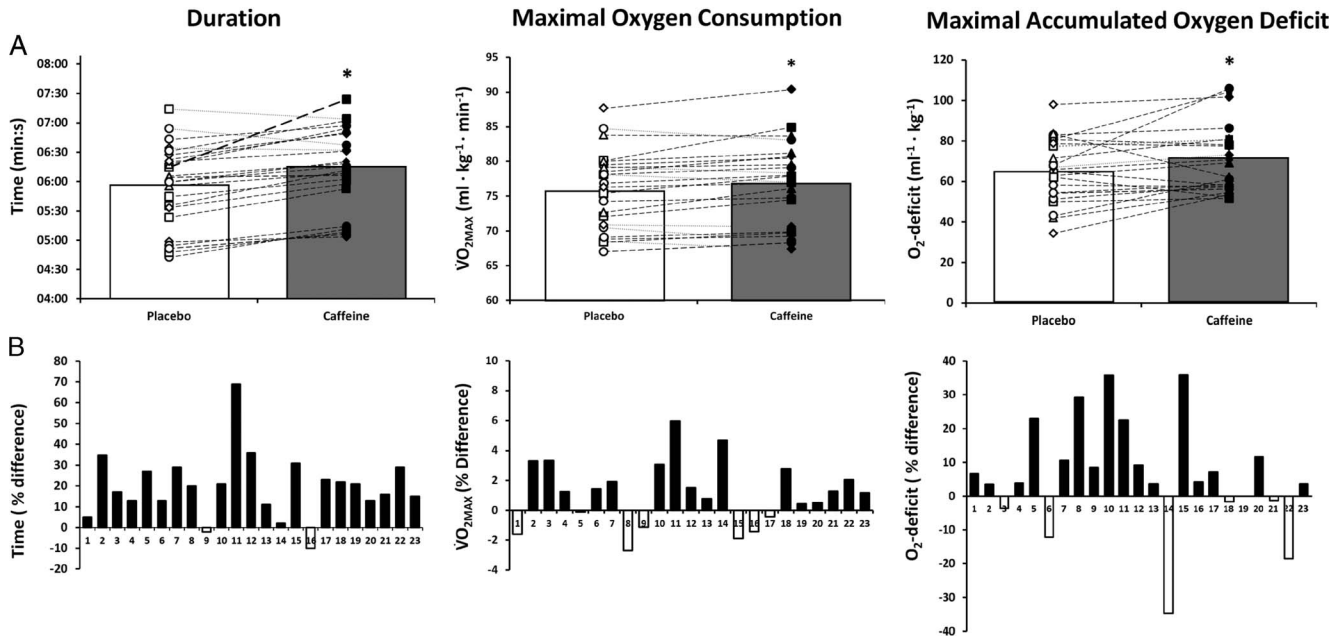 Duration
Maximal Oxygen Consumption
Maximal Accumulated Oxygen Deficit
A
Time (min:s)
08:00
07:30
07:00
06:30
06:00
05:30
05:00
04:30
04:00
*
Placebo
Caffeine
V̇O2MAX (ml · kg-1 · min-1)
95
90
85
80
75
70
65
60
*
Placebo
Caffeine
O2-deficit (ml-1 · kg-1)
120
100
80
60
40
20
0
*
Placebo
Caffeine
B
Time ( % difference)
80
70
60
50
40
30
20
10
0
-10
-20
1 2 3 4 5 6 7 8 9 10 11 12 13 14 15 16 17 18 19 20 21 22 23
V̇O2MAX (% Difference)
10
8
6
4
2
0
-2
-4
1 2 3 4 5 6 7 8 9 10 11 12 13 14 15 16 17 18 19 20 21 22 23
O2-deficit ( % difference)
40
30
20
10
0
-10
-20
-30
-40
1 2 3 4 5 6 7 8 9 10 11 12 13 14 15 16 17 18 19 20 21 22 23